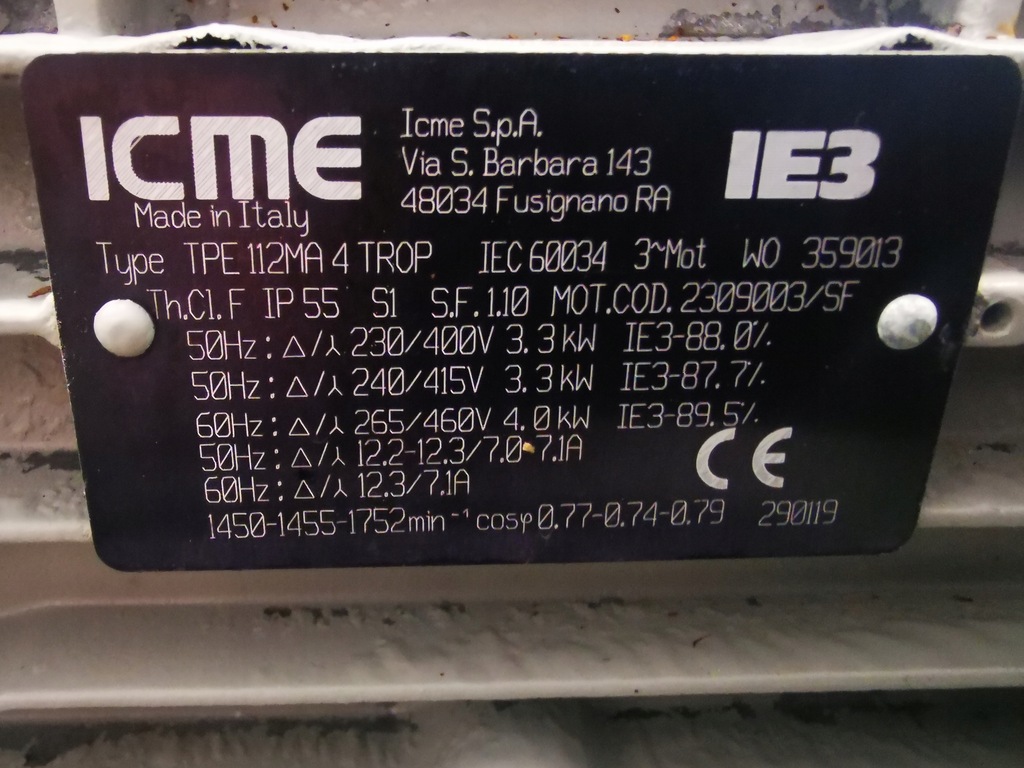 ICME
Icme S.p.A.
Via S. Barbara 143
48034 Fusignano RA
IE3
Made in Italy
Type TPE 112MA 4 TROP IEC 60034 3~Mot WO 359013
Th.Cl. F IP 55 S1 S.F. 1.10 MOT.COD. 2309003/SF
50Hz: △/⅄ 230/400V 3.3 kW IE3-88.0%
50Hz: △/⅄ 240/415V 3.3 kW IE3-87.7%
60Hz: △/⅄ 265/460V 4.0 kW IE3-89.5%
50Hz: △/⅄ 12.2-12.3/7.0-7.1A
60Hz: △/⅄ 12.3/7.1A
CE
1450-1455-1752min⁻¹ cosφ 0.77-0.74-0.79 290119